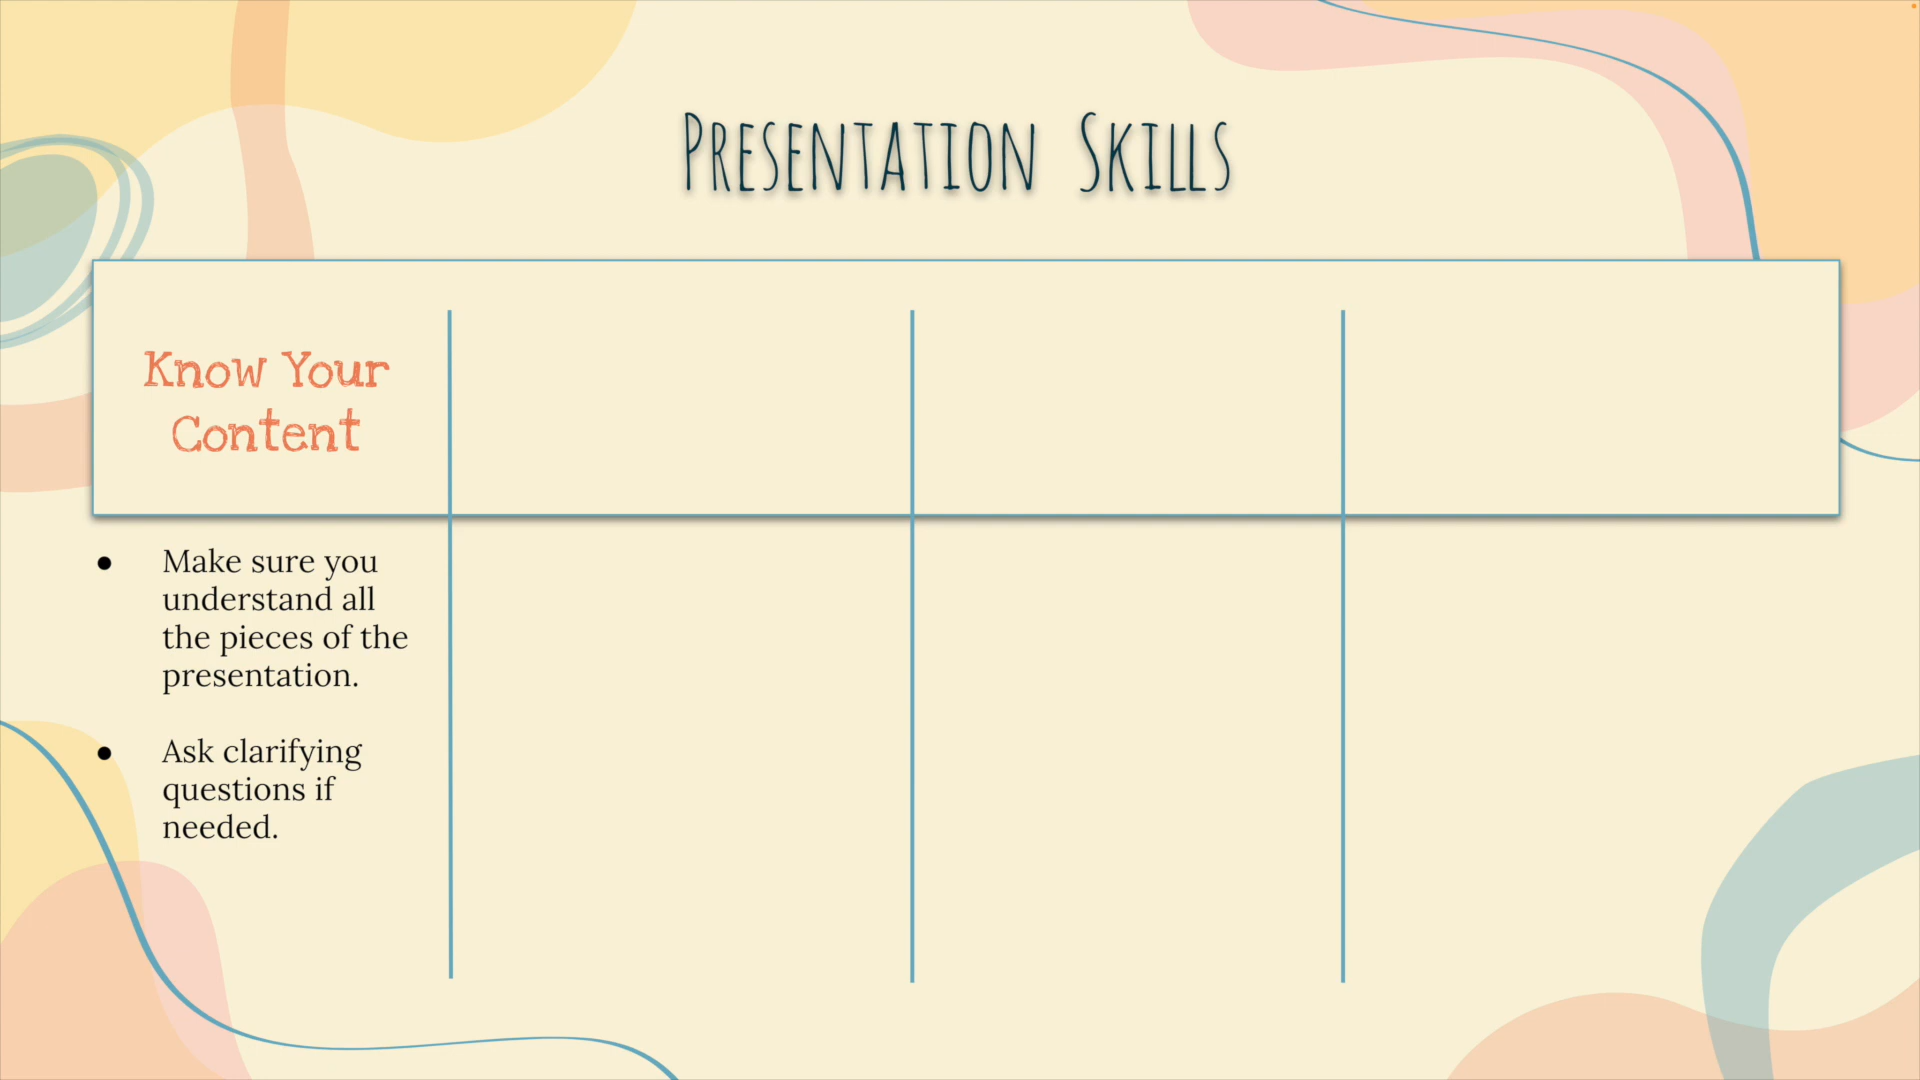 Presentation Skills
Know Your
Content
● Make sure you
understand all
the pieces of the
presentation.
● Ask clarifying
questions if
needed.